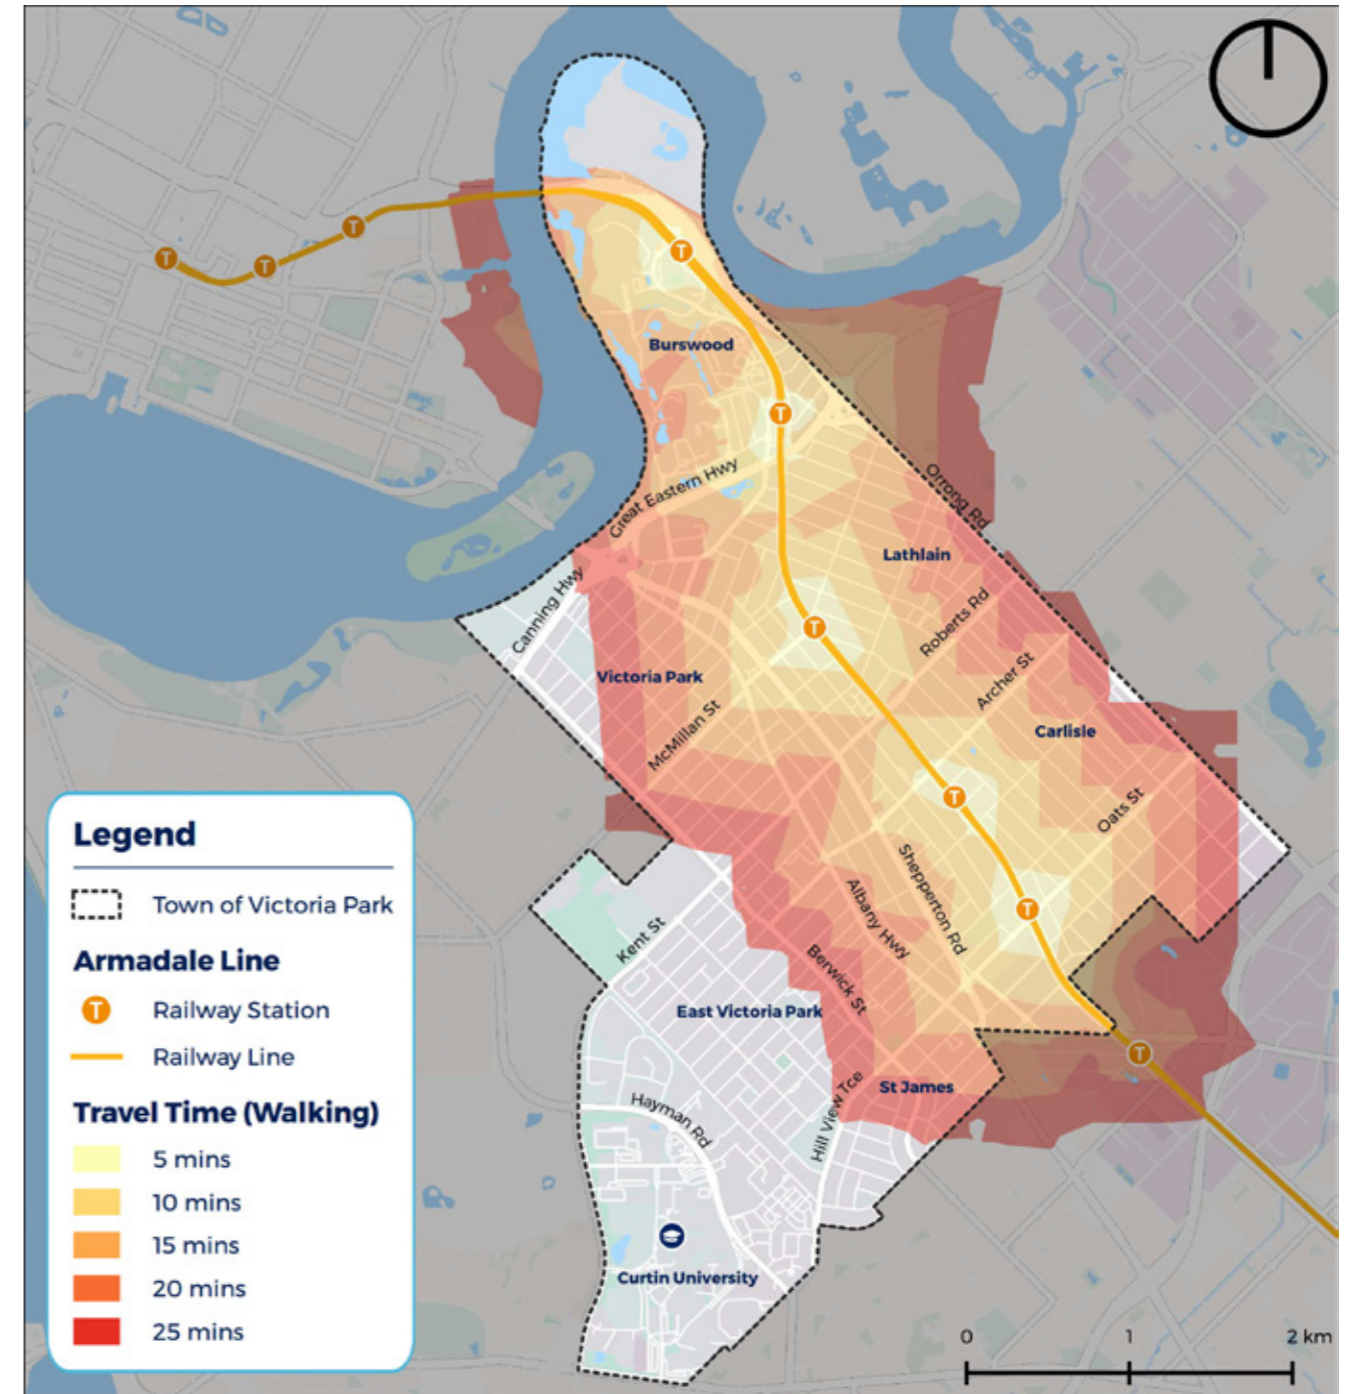 T
T
T
T
Burswood
T
Great Eastern Hwy
Orrong Rd
Lathlain
Canning Hwy
Roberts Rd
T
Victoria Park
Archer St
McMillan St
Carlisle
T
Oats St
Legend
Town of Victoria Park
Shepperton Rd
Albany Hwy
T
Kent St
Berwick St
Armadale Line
T Railway Station
East Victoria Park
Railway Line
T
Travel Time (Walking)
St James
Hayman Rd
Hill View Tce
5 mins
10 mins
15 mins
20 mins
25 mins
Curtin University
0 1 2 km